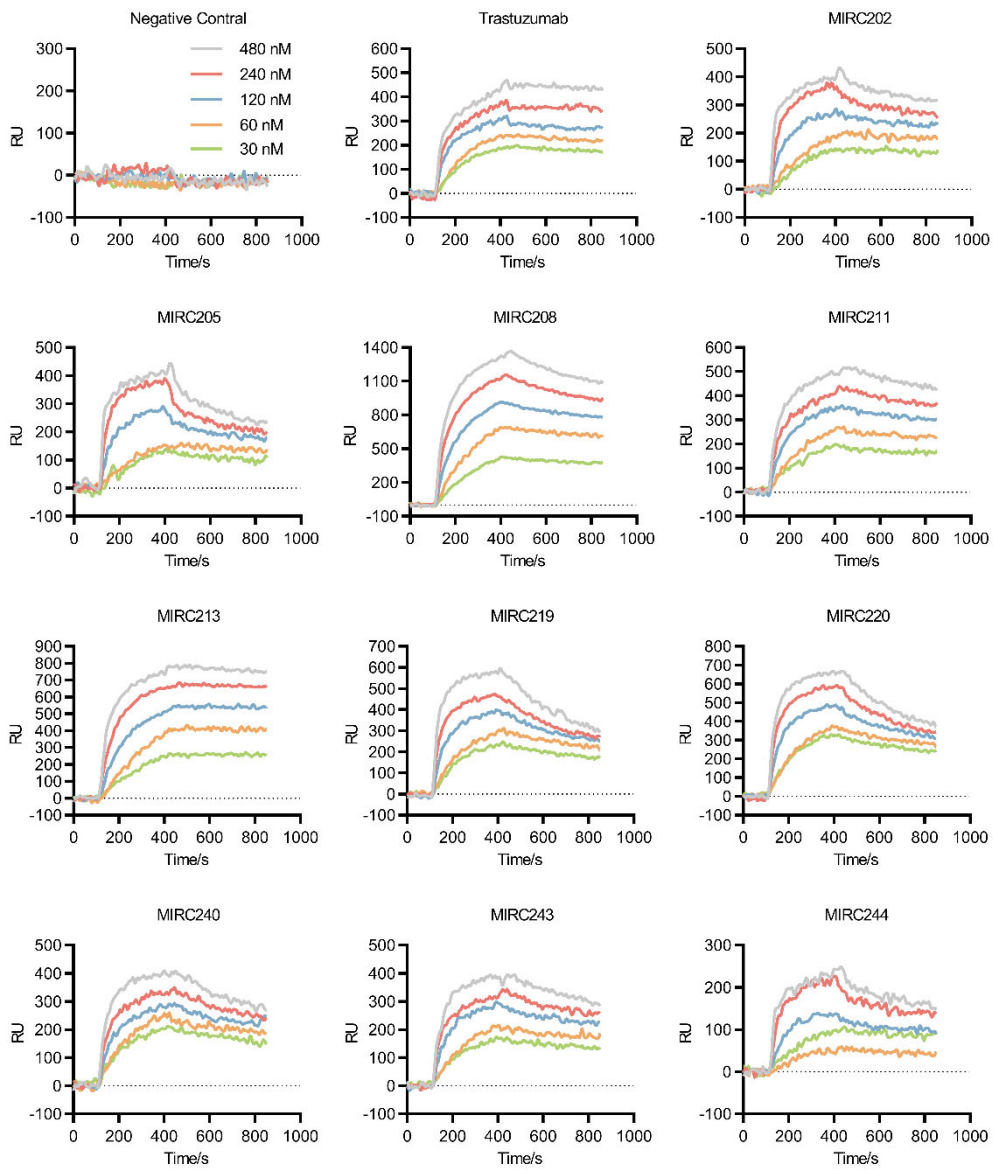 Negative Contral
Trastuzumab
MIRC202
300
200
100
0
-100
RU
480 nM
240 nM
120 nM
60 nM
30 nM
0 200 400 600 800 1000
Time/s
600
500
400
300
200
100
0
-100
RU
0 200 400 600 800 1000
Time/s
500
400
300
200
100
0
-100
RU
0 200 400 600 800 1000
Time/s
MIRC205
MIRC208
MIRC211
500
400
300
200
100
0
-100
RU
0 200 400 600 800 1000
Time/s
1400
1100
800
500
200
-100
RU
0 200 400 600 800 1000
Time/s
600
500
400
300
200
100
0
-100
RU
0 200 400 600 800 1000
Time/s
MIRC213
MIRC219
MIRC220
900
800
700
600
500
400
300
200
100
0
-100
RU
0 200 400 600 800 1000
Time/s
700
600
500
400
300
200
100
0
-100
RU
0 200 400 600 800 1000
Time/s
800
700
600
500
400
300
200
100
0
-100
RU
0 200 400 600 800 1000
Time/s
MIRC240
MIRC243
MIRC244
500
400
300
200
100
0
-100
RU
0 200 400 600 800 1000
Time/s
500
400
300
200
100
0
-100
RU
0 200 400 600 800 1000
Time/s
300
200
100
0
-100
RU
0 200 400 600 800 1000
Time/s